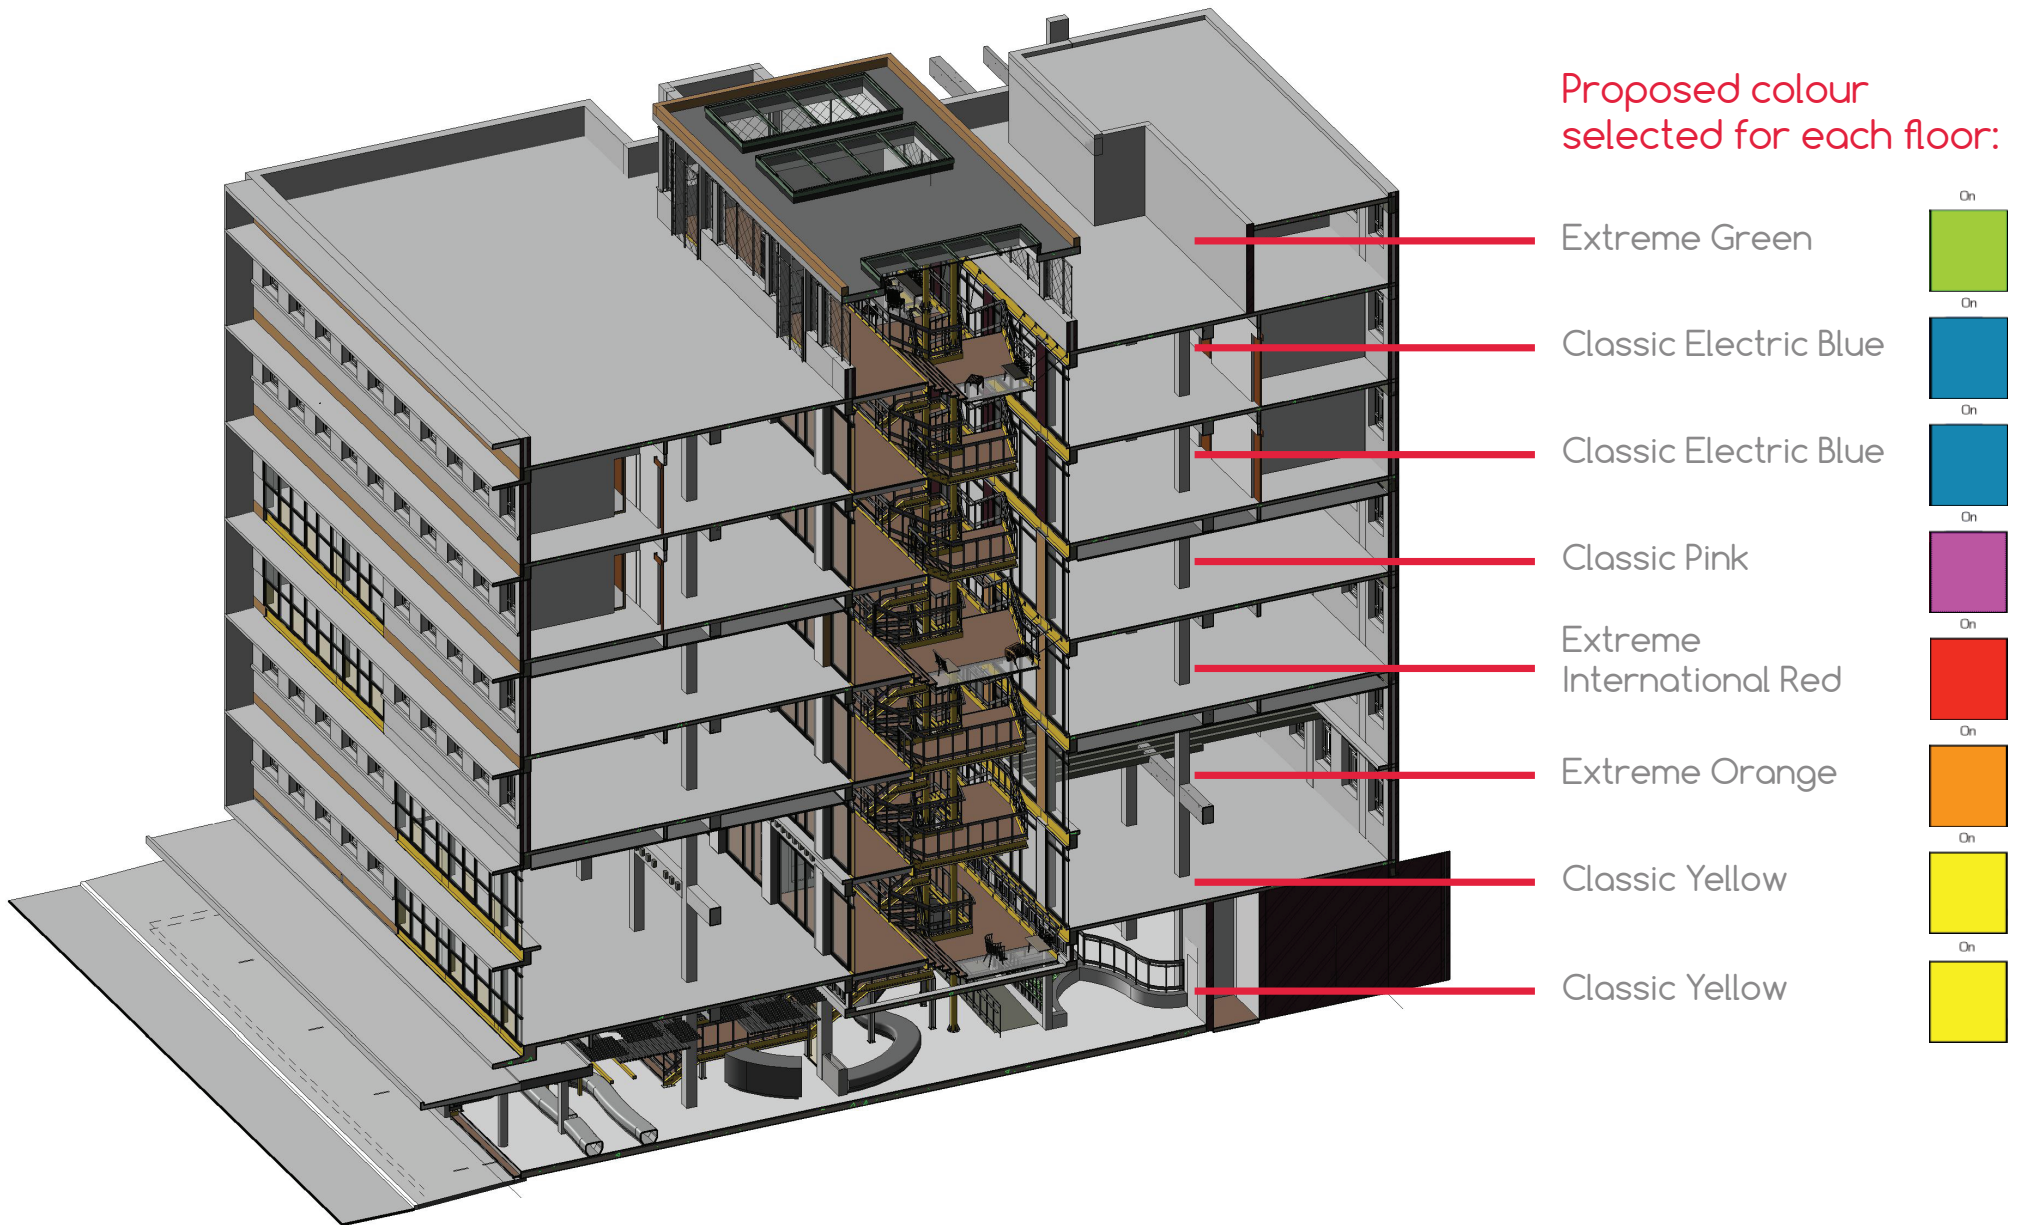 Proposed colour
selected for each floor:
On
Extreme Green
On
Classic Electric Blue
On
Classic Electric Blue
On
Classic Pink
On
Extreme
International Red
On
Extreme Orange
On
Classic Yellow
On
Classic Yellow